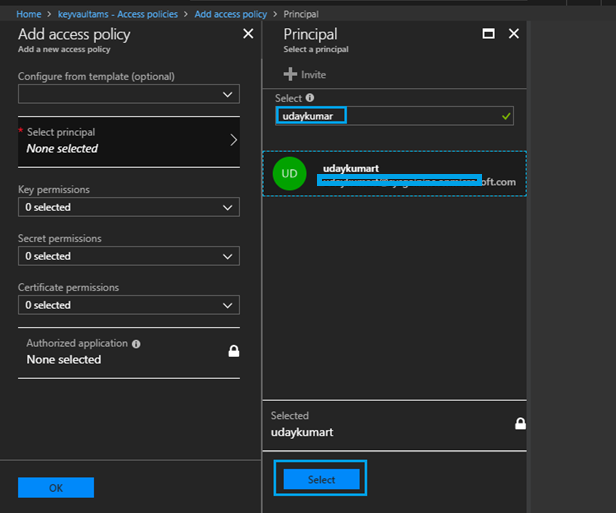 Home > keyvaultams - Access policies > Add access policy > Principal
Add access policy
Add a new access policy
Configure from template (optional)
* Select principal
None selected
Key permissions
0 selected
Secret permissions
0 selected
Certificate permissions
0 selected
Authorized application
None selected
OK
Principal
Select a principal
Invite
Select
udaykumar
UD
udaykumart
oft.com
Selected
udaykumart
Select